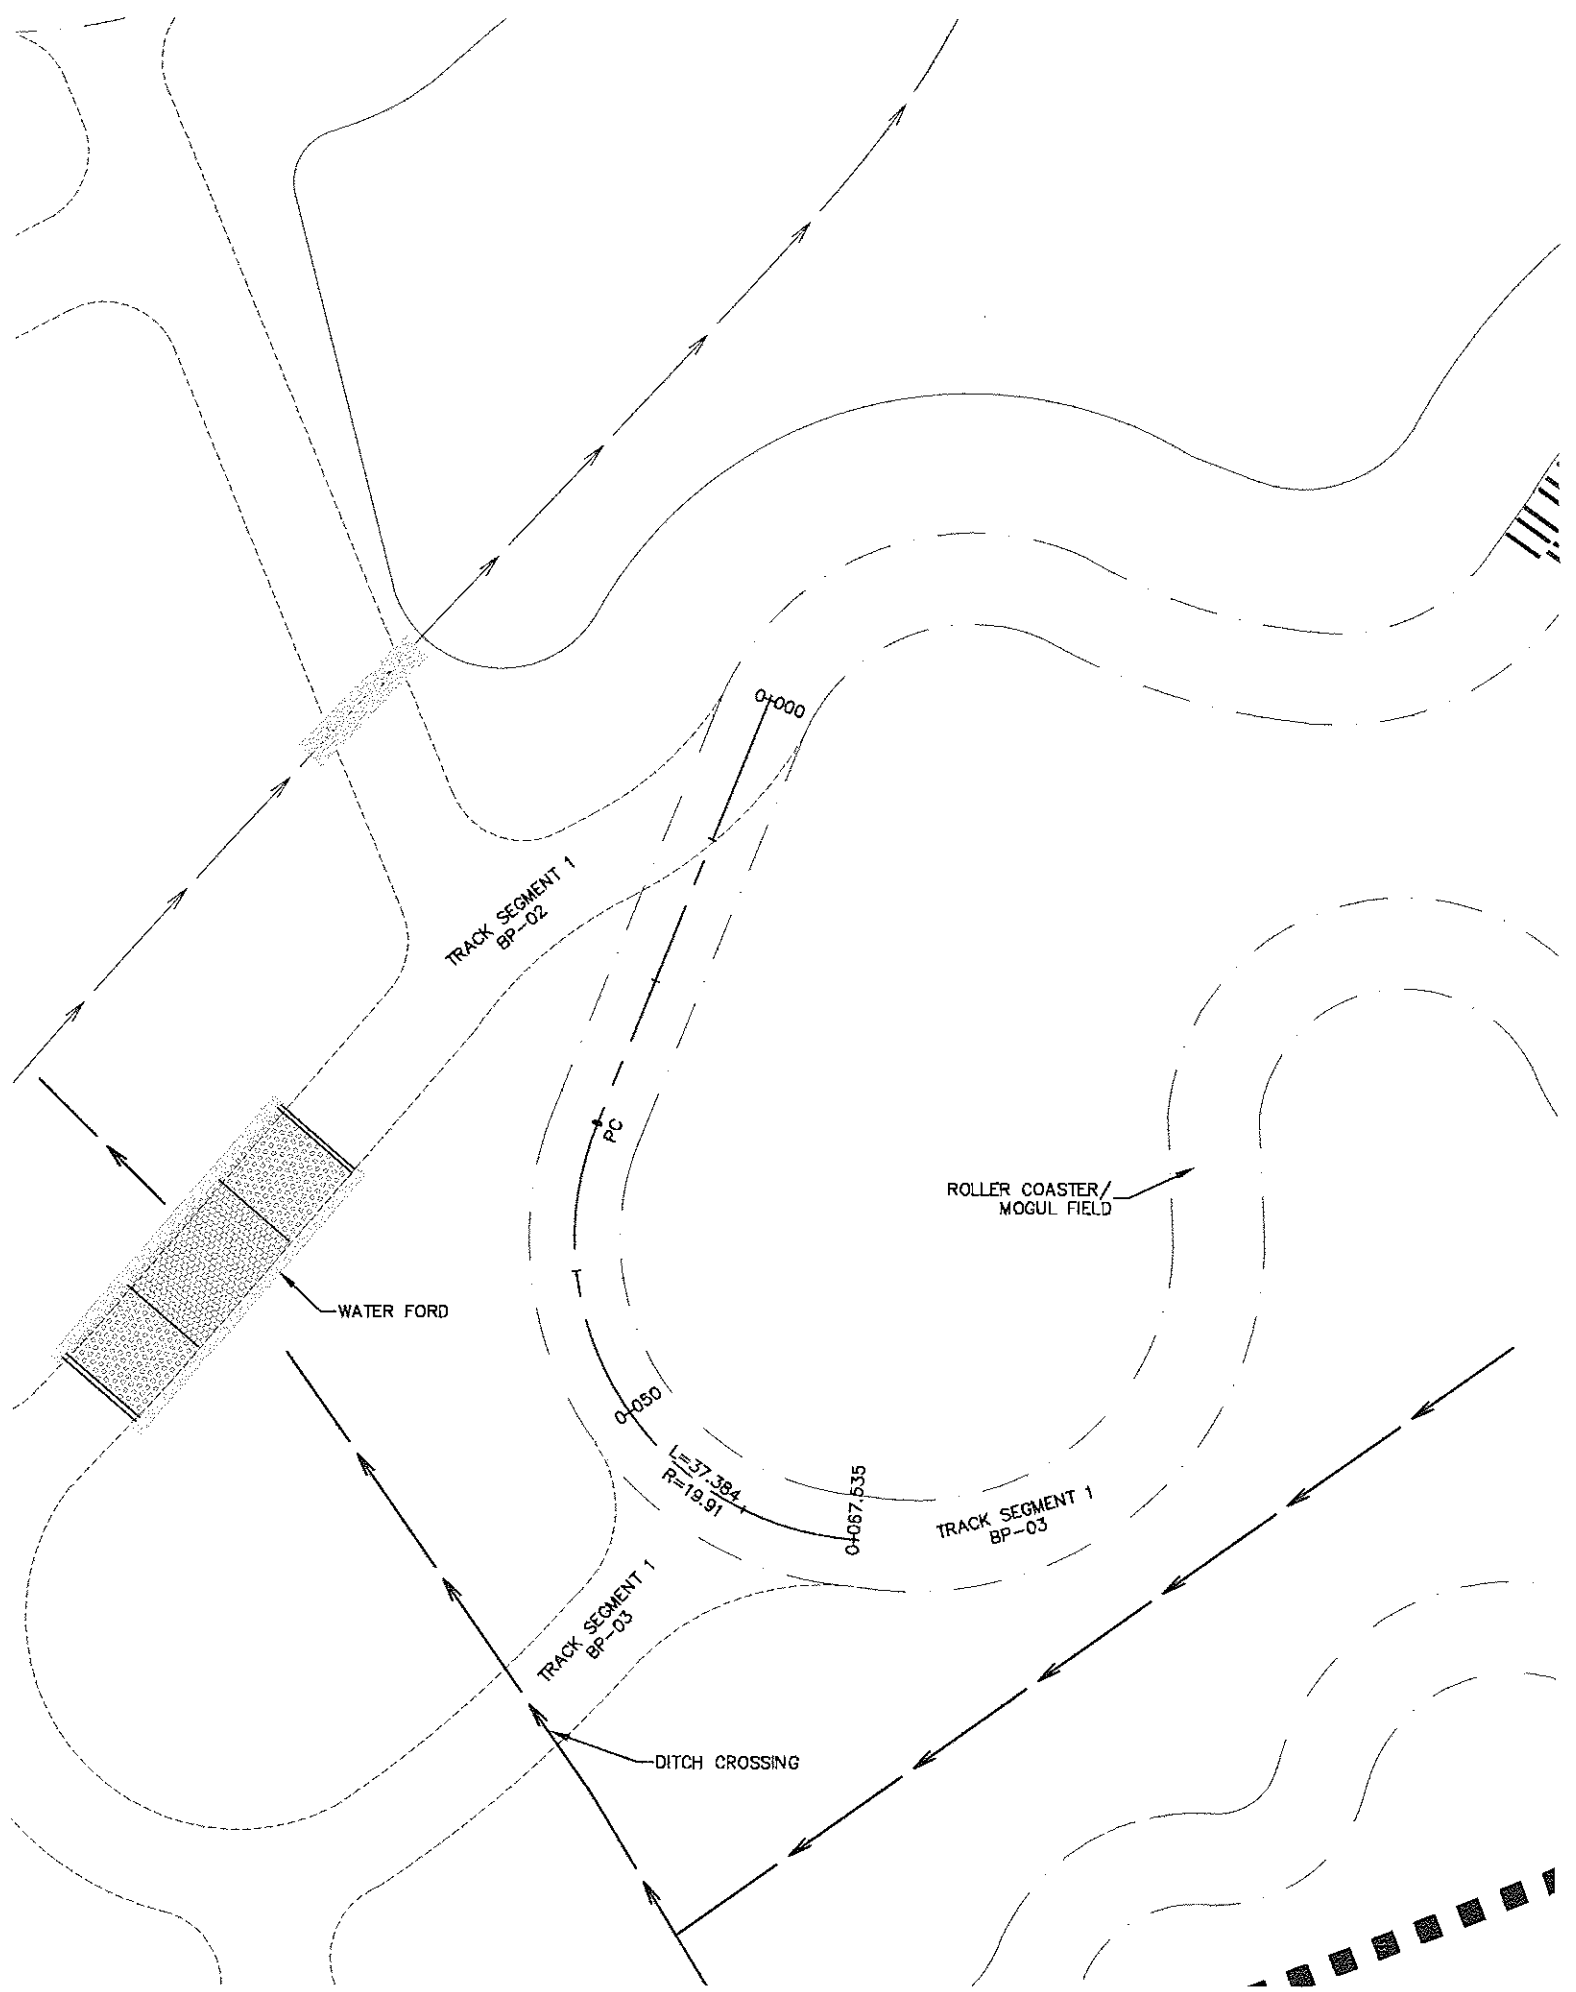 0+000
TRACK SEGMENT 1
BP-02
PC
ROLLER COASTER/
MOGUL FIELD
WATER FORD
0+050
L=37.384
R=19.91
0+067.535
TRACK SEGMENT 1
BP-03
TRACK SEGMENT 1
BP-03
DITCH CROSSING